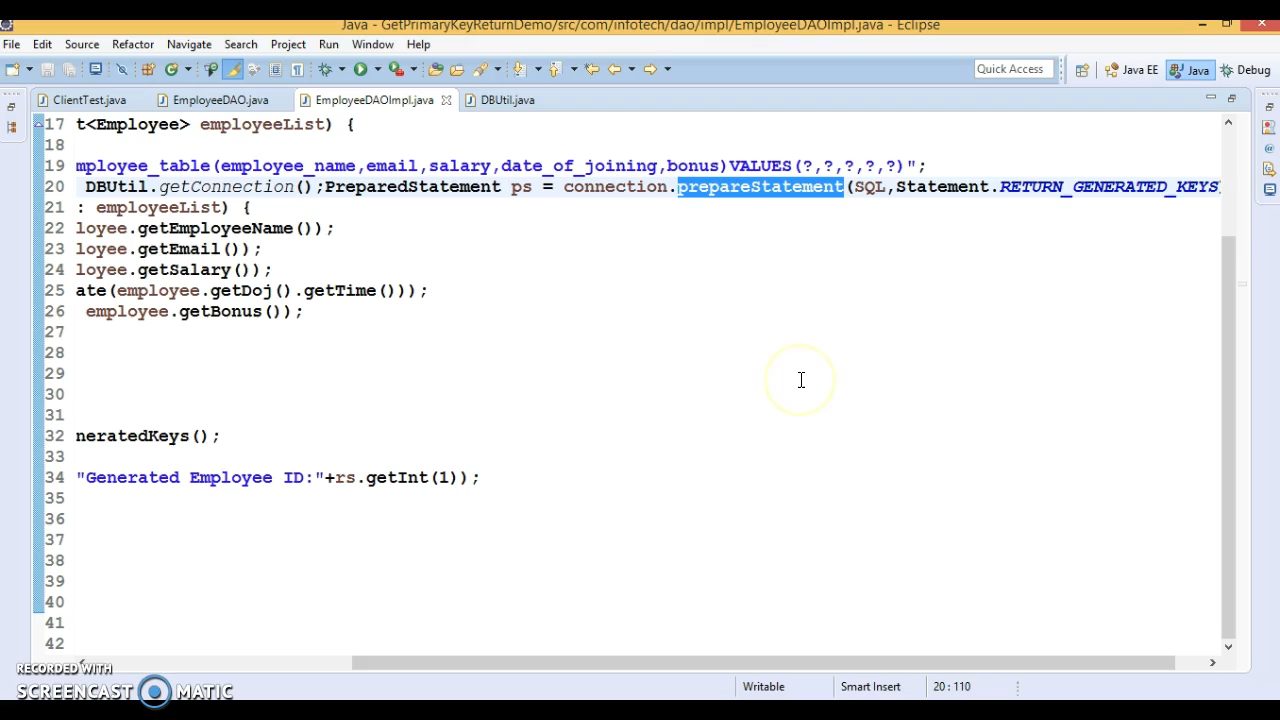 Java - GetPrimaryKeyReturnDemo/src/com/infotech/dao/impl/EmployeeDAOImpl.java - Eclipse
File Edit Source Refactor Navigate Search Project Run Window Help
Quick Access Java EE Java Debug
ClientTest.java EmployeeDAO.java EmployeeDAOImpl.java DBUtil.java
17 t<Employee> employeeList) {
18
19 mployee_table(employee_name,email,salary,date_of_joining,bonus)VALUES(?,?,?,?,?)";
20 DBUtil.getConnection();PreparedStatement ps = connection.prepareStatement(SQL,Statement.RETURN_GENERATED_KEYS)
21 : employeeList) {
22 loyee.getEmployeeName());
23 loyee.getEmail());
24 loyee.getSalary());
25 ate(employee.getDoj().getTime()));
26 employee.getBonus());
27
28
29
30
31
32 neratedKeys();
33
34 "Generated Employee ID:"+rs.getInt(1));
35
36
37
38
39
40
41
42
RECORDED WITH
SCREENCAST MATIC
Writable Smart Insert 20 : 110